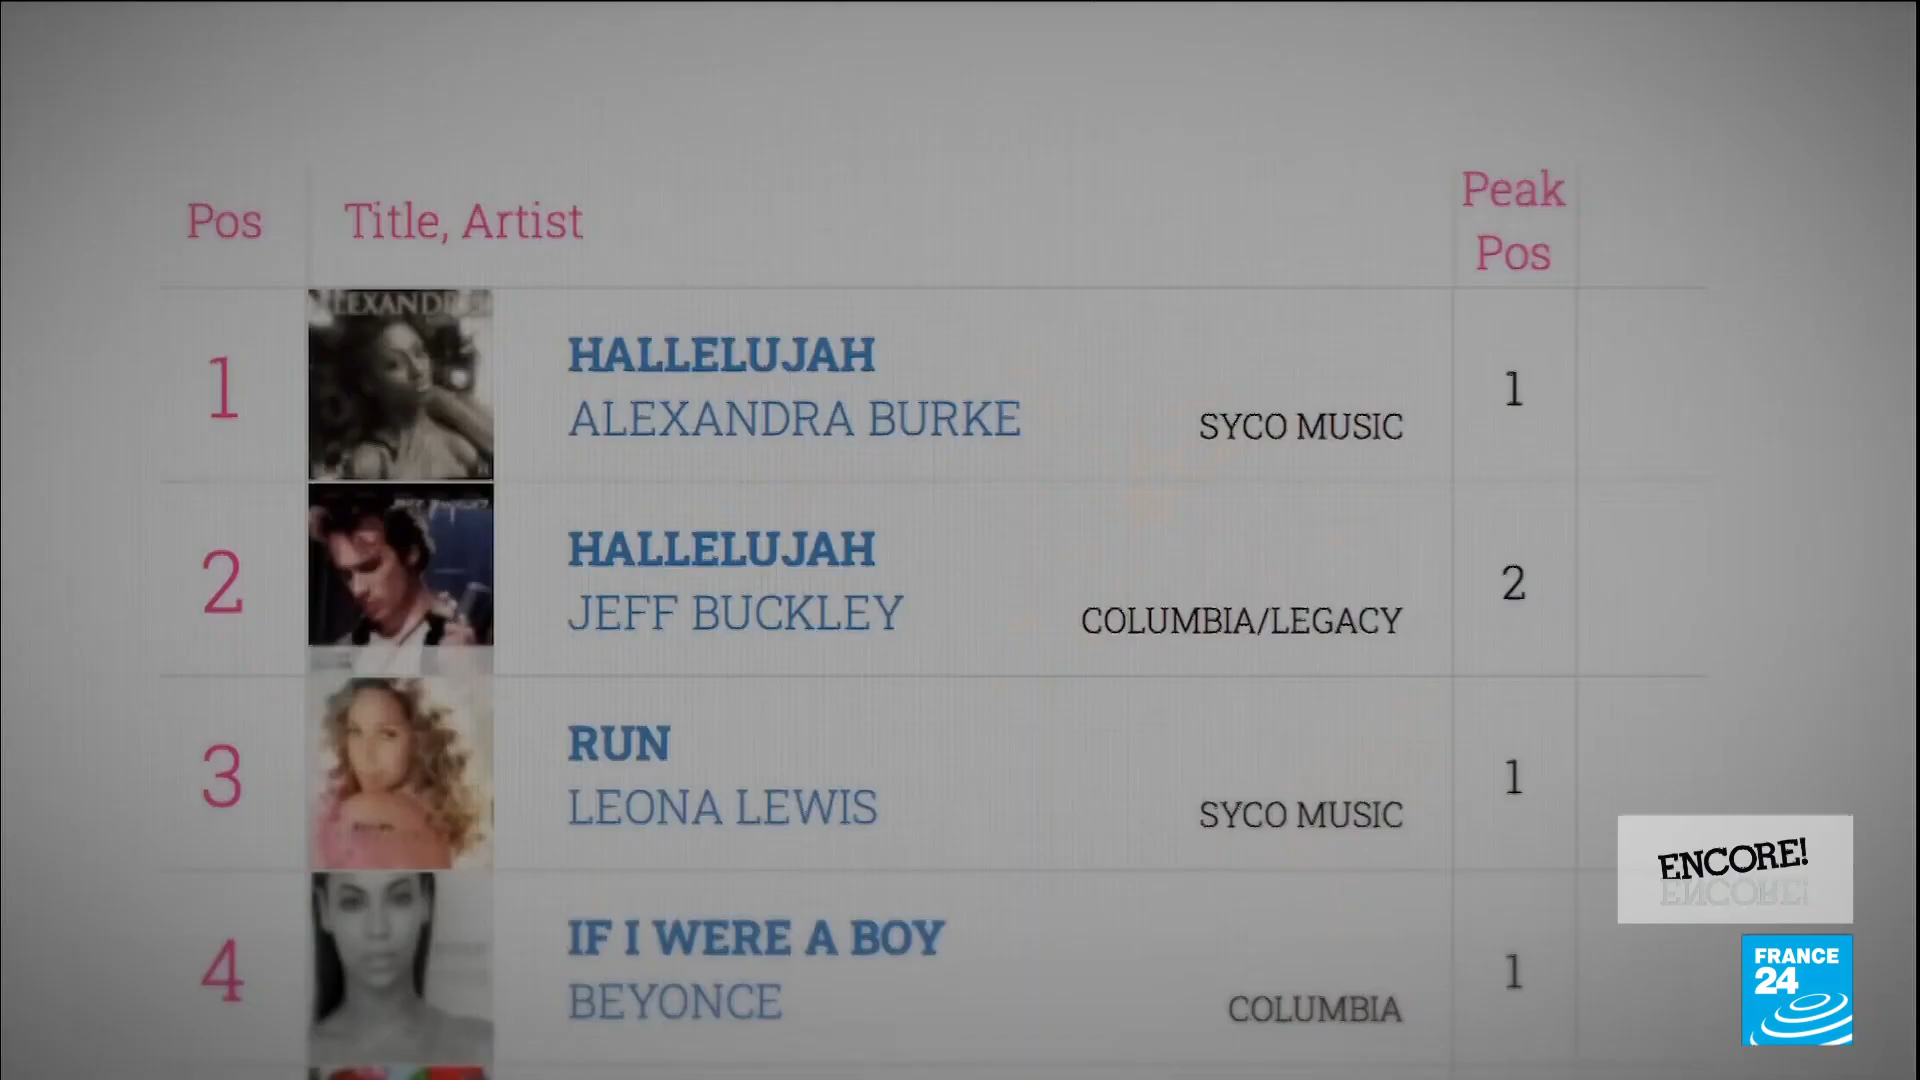 Pos
Title, Artist
Peak
Pos
1
HALLELUJAH
ALEXANDRA BURKE
SYCO MUSIC
1
2
HALLELUJAH
JEFF BUCKLEY
COLUMBIA/LEGACY
2
3
RUN
LEONA LEWIS
SYCO MUSIC
1
4
IF I WERE A BOY
BEYONCE
COLUMBIA
1
ENCORE!
FRANCE
24